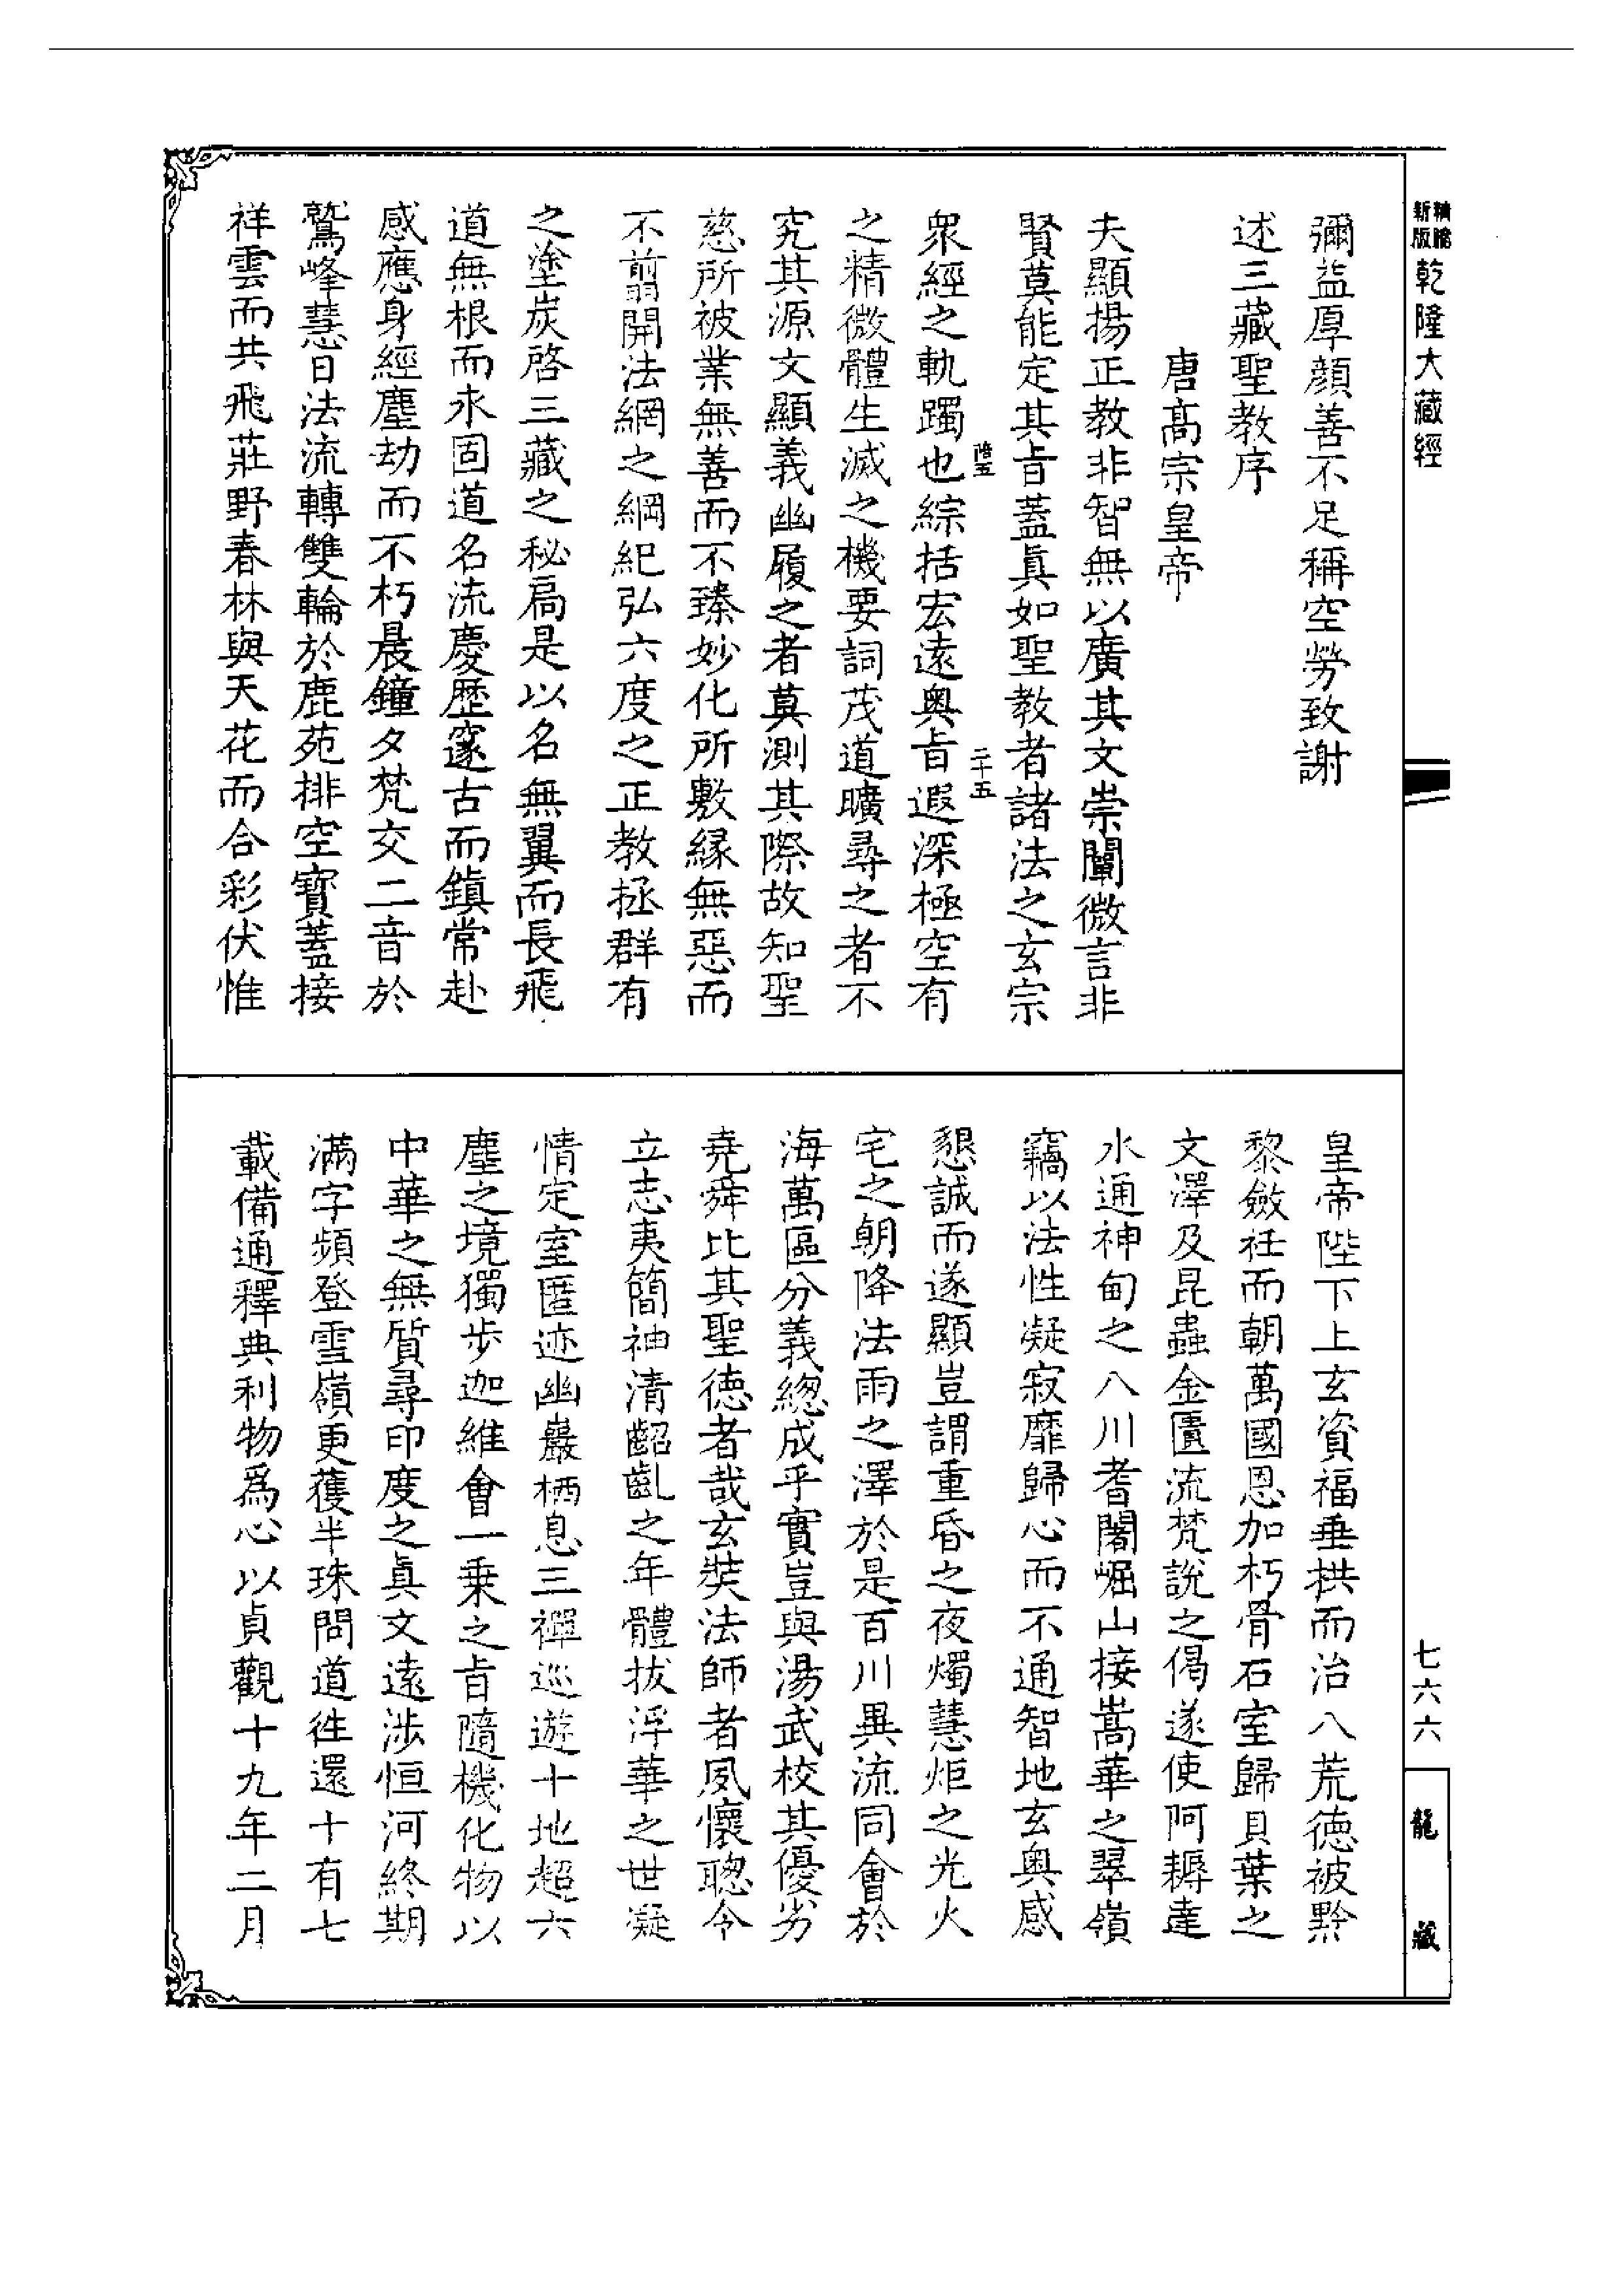 新版
精縮
乾隆大藏經
彌益厚顏善不足稱空勞致謝
述三藏聖教序
唐髙宗皇帝
夫顯揚正教非智無以廣其文崇闡微言非
賢莫能定其㫖蓋眞如聖教者諸法之玄宗
陞五
二十五
衆經之軌躅也綜括宏遠奧㫖遐深極空有
之精微體生滅之機要詞茂道曠尋之者不
究其源文顯義幽履之者莫測其際故知聖
慈所被業無善而不臻妙化所敷縁無惡而
不翦開法網之綱紀弘六度之正教拯群有
之塗炭啓三藏之秘扃是以名無翼而長飛
道無根而永固道名流慶歴邃古而鎮常赴
感應身經塵劫而不朽晨鐘夕梵交二音於
鷲峰慧日法流轉雙輪於鹿苑排空寳蓋接
祥雲而共飛莊野春林與天花而合彩伏惟
皇帝陛下上玄資福垂拱而治八荒徳被黔
黎斂衽而朝萬國恩加朽骨石室歸貝葉之
文澤及昆蟲金匱流梵說之偈遂使阿耨達
水通神甸之八川耆闍崛山接嵩華之翠嶺
竊以法性凝寂靡歸心而不通智地玄奧感
懇誠而遂顯豈謂重昏之夜燭慧炬之光火
宅之朝降法雨之澤於是百川異流同會於
海萬區分義總成乎實豈與湯武校其優劣
堯舜比其聖徳者哉玄奘法師者夙懷聰令
立志夷簡神清齠齔之年體拔浮華之世凝
情定室匿迹幽巖栖息三禪巡遊十地超六
塵之境獨步迦維會一乗之㫖隨機化物以
中華之無質尋印度之眞文遠涉恒河終期
滿字頻登雪嶺更獲半珠問道徃還十有七
載備通釋典利物爲心以貞觀十九年二月
七六六
龍藏